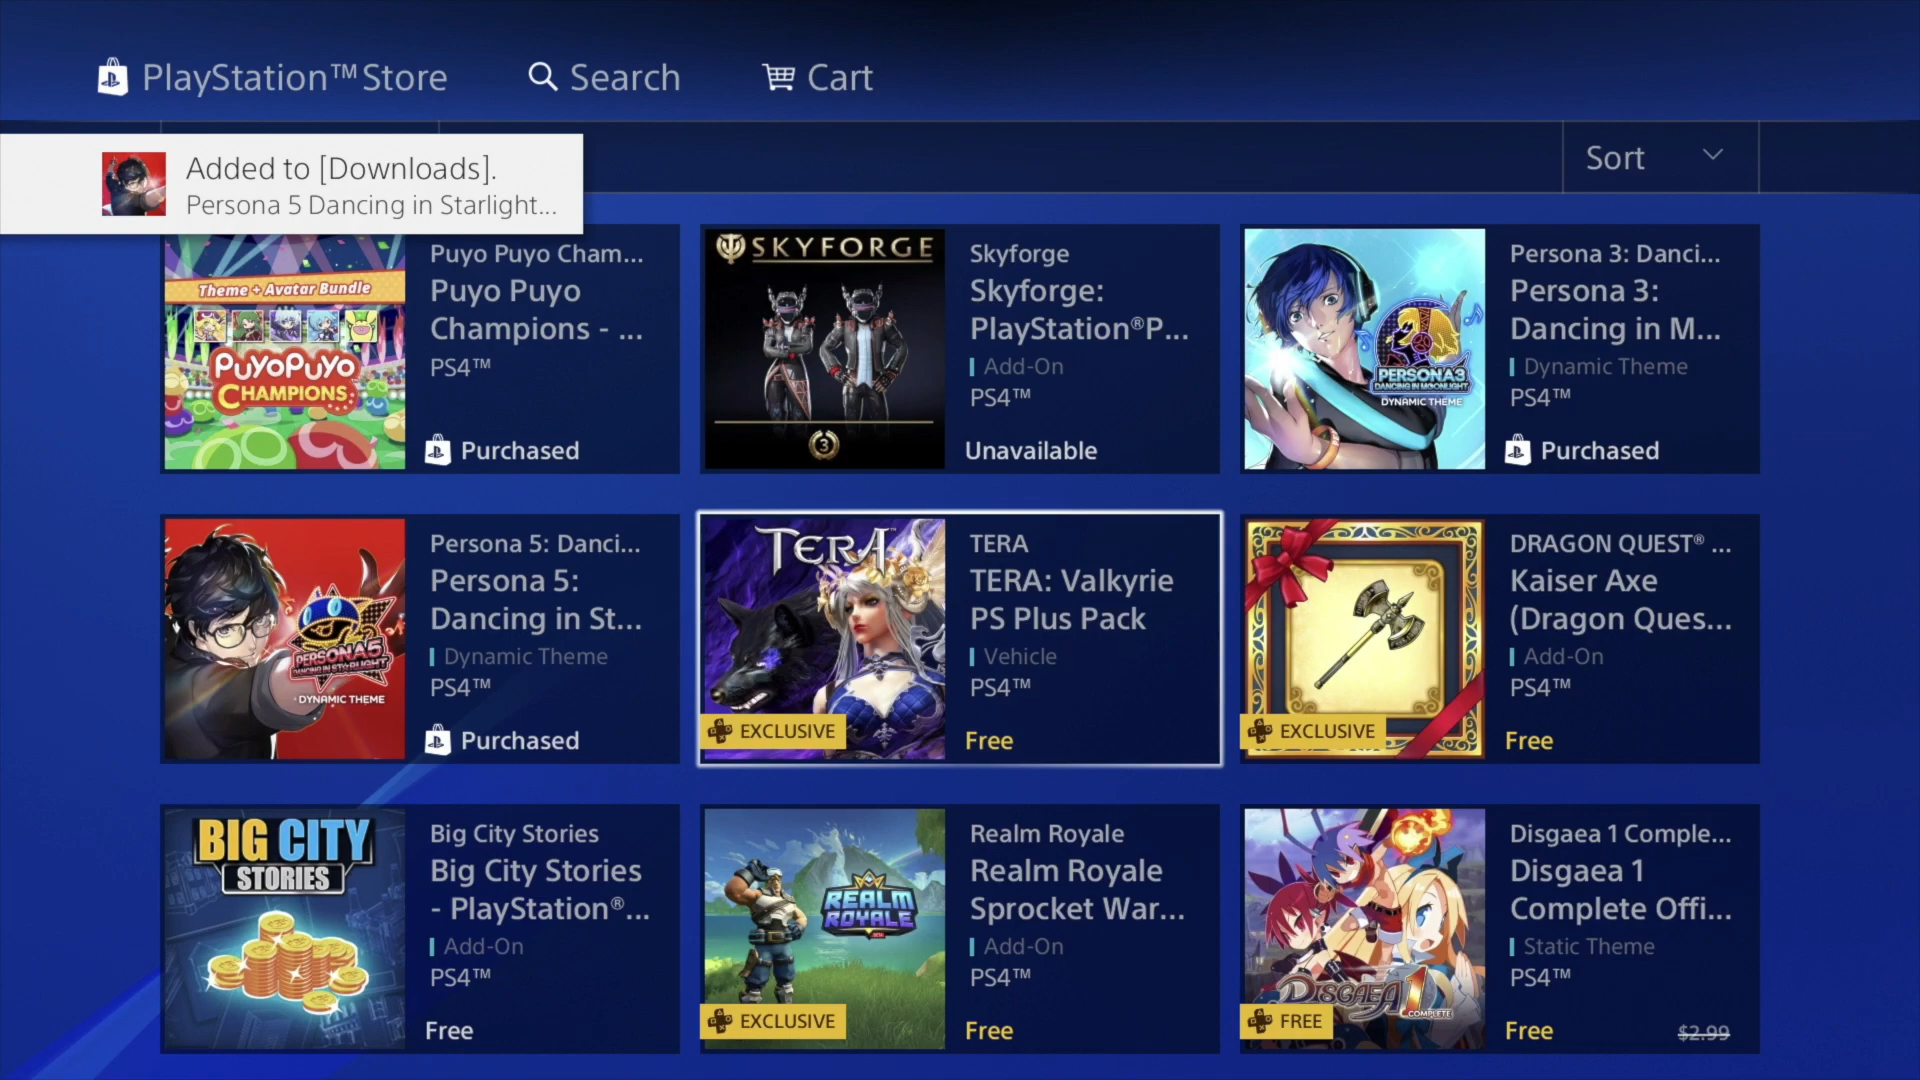 PlayStation™Store
Search
Cart
Added to [Downloads].
Persona 5 Dancing in Starlight...
Sort
Theme + Avatar Bundle
PUYOPUYO
CHAMPIONS
Puyo Puyo Cham...
Puyo Puyo
Champions - ...
PS4™
Purchased
SKYFORGE
3
Skyforge
Skyforge:
PlayStation®P...
Add-On
PS4™
Unavailable
PERSONA3
DANCING IN MOONLIGHT
DYNAMIC THEME
Persona 3: Danci...
Persona 3:
Dancing in M...
Dynamic Theme
PS4™
Purchased
PERSONA5
DANCING IN STARLIGHT
DYNAMIC THEME
Persona 5: Danci...
Persona 5:
Dancing in St...
Dynamic Theme
PS4™
Purchased
TERA™
EXCLUSIVE
TERA
TERA: Valkyrie
PS Plus Pack
Vehicle
PS4™
Free
EXCLUSIVE
DRAGON QUEST® ...
Kaiser Axe
(Dragon Ques...
Add-On
PS4™
Free
BIG CITY
STORIES
Big City Stories
Big City Stories
- PlayStation®...
Add-On
PS4™
Free
REALM
ROYALE
EXCLUSIVE
Realm Royale
Realm Royale
Sprocket War...
Add-On
PS4™
Free
DISGAEA 1
COMPLETE
FREE
Disgaea 1 Comple...
Disgaea 1
Complete Offi...
Static Theme
PS4™
Free
$2.99